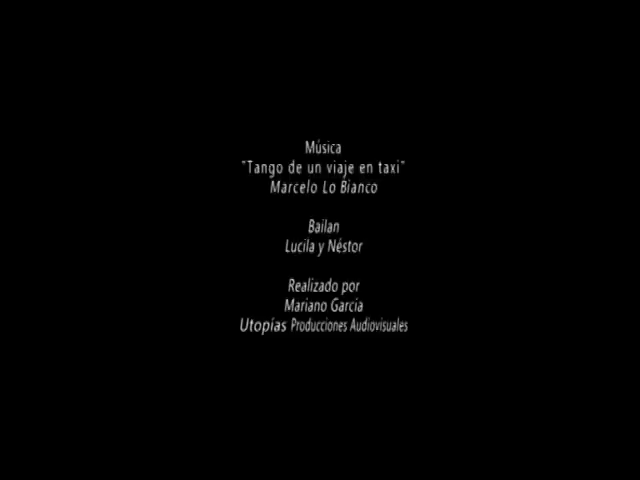 Música
"Tango de un viaje en taxi"
Marcelo Lo Bianco
Bailan
Lucila y Néstor
Realizado por
Mariano García
Utopías Producciones Audiovisuales